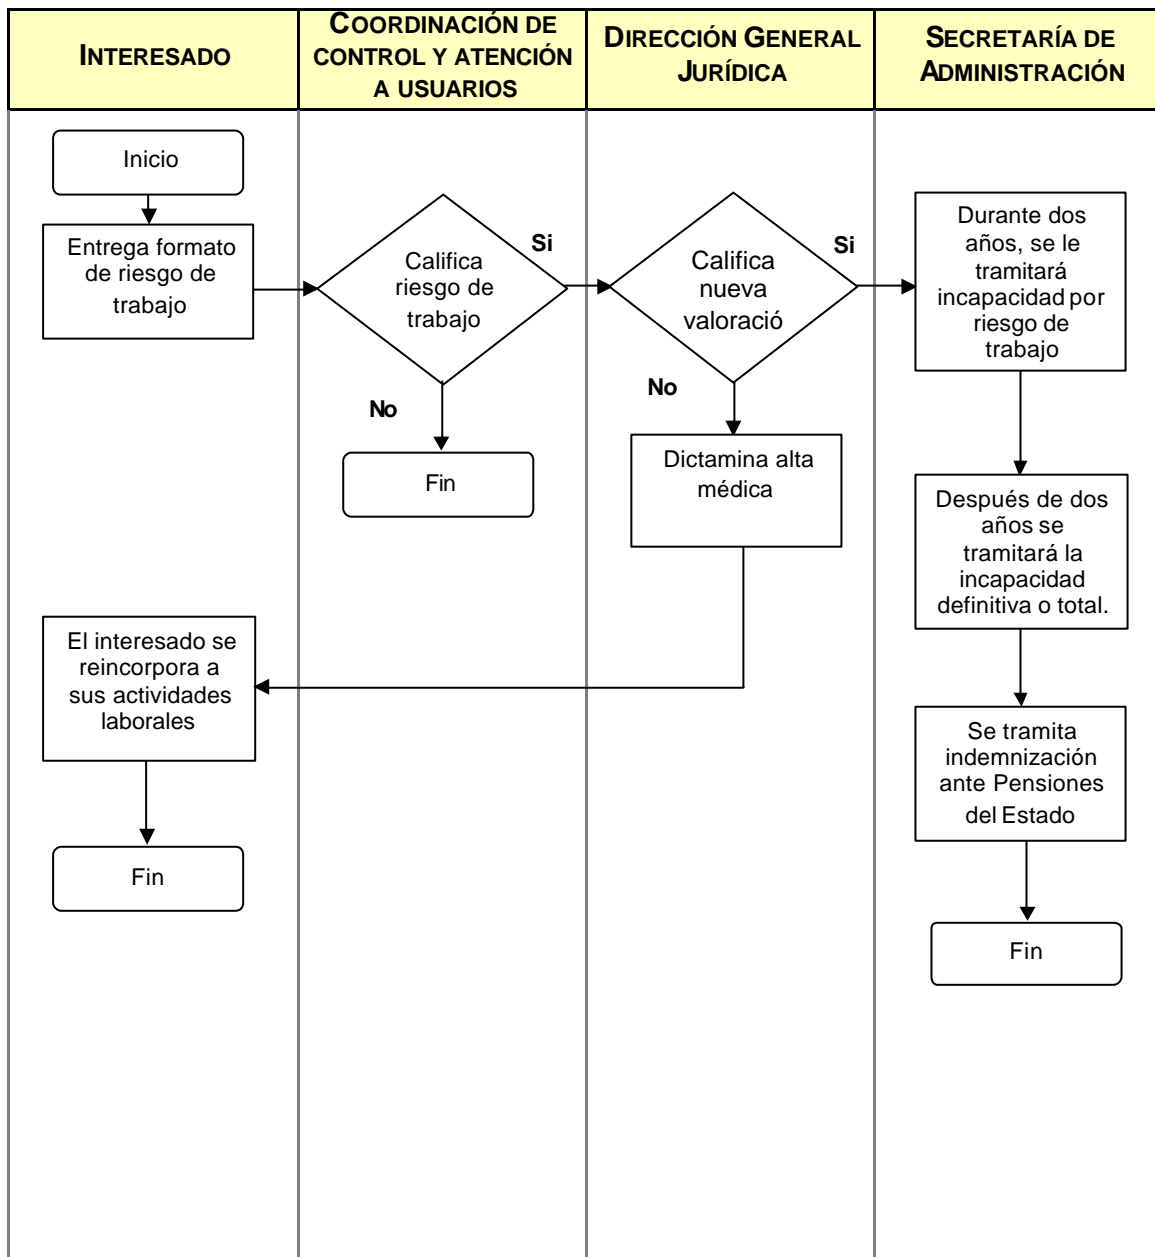 INTERESADO
COORDINACIÓN DE
CONTROL Y ATENCIÓN
A USUARIOS
DIRECCIÓN GENERAL
JURÍDICA
SECRETARÍA DE
ADMINISTRACIÓN
Inicio
Entrega formato
de riesgo de
trabajo
Califica
riesgo de
trabajo
Si
No
Fin
Califica
nueva
valoració
Si
No
Dictamina alta
médica
Durante dos
años, se le
tramitará
incapacidad por
riesgo de
trabajo
Después de dos
años se
tramitará la
incapacidad
definitiva o total.
El interesado se
reincorpora a
sus actividades
laborales
Fin
Se tramita
indemnización
ante Pensiones
del Estado
Fin